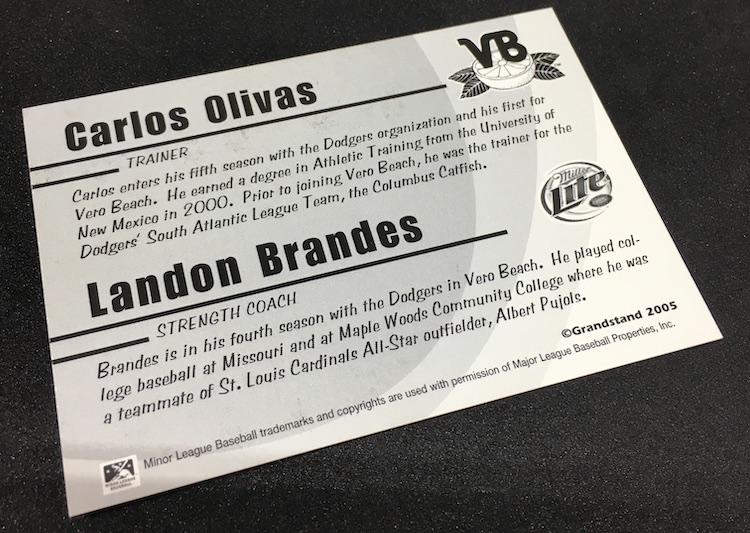 VB
Carlos Olivas
TRAINER
Carlos enters his fifth season with the Dodgers organization and his first for
Vero Beach. He earned a degree in Athletic Training from the University of
New Mexico in 2000. Prior to joining Vero Beach, he was the trainer for the
Dodgers' South Atlantic League Team, the Columbus Catfish.
Miller
Lite
Landon Brandes
STRENGTH COACH
Brandes is in his fourth season with the Dodgers in Vero Beach. He played col-
lege baseball at Missouri and at Maple Woods Community College where he was
a teammate of St. Louis Cardinals All-Star outfielder, Albert Pujols.
©Grandstand 2005
Minor League Baseball trademarks and copyrights are used with permission of Major League Baseball Properties, Inc.
MINOR LEAGUE
BASEBALL